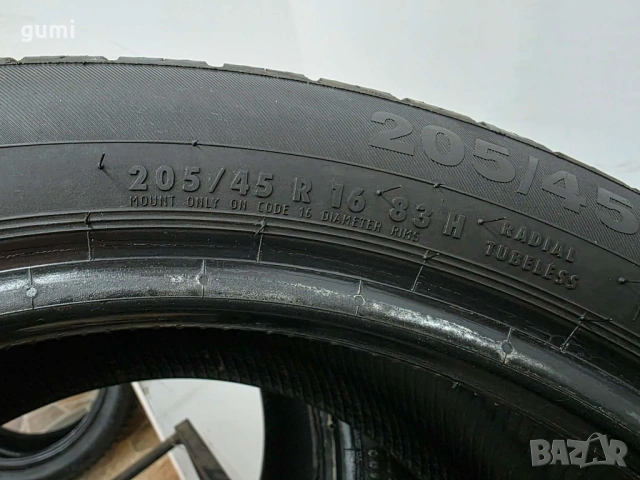 gumi
205/45
205/45 R 16 83 H
MOUNT ONLY ON CODE 16 DIAMETER RIMS
RADIAL
TUBELESS
BAZAR